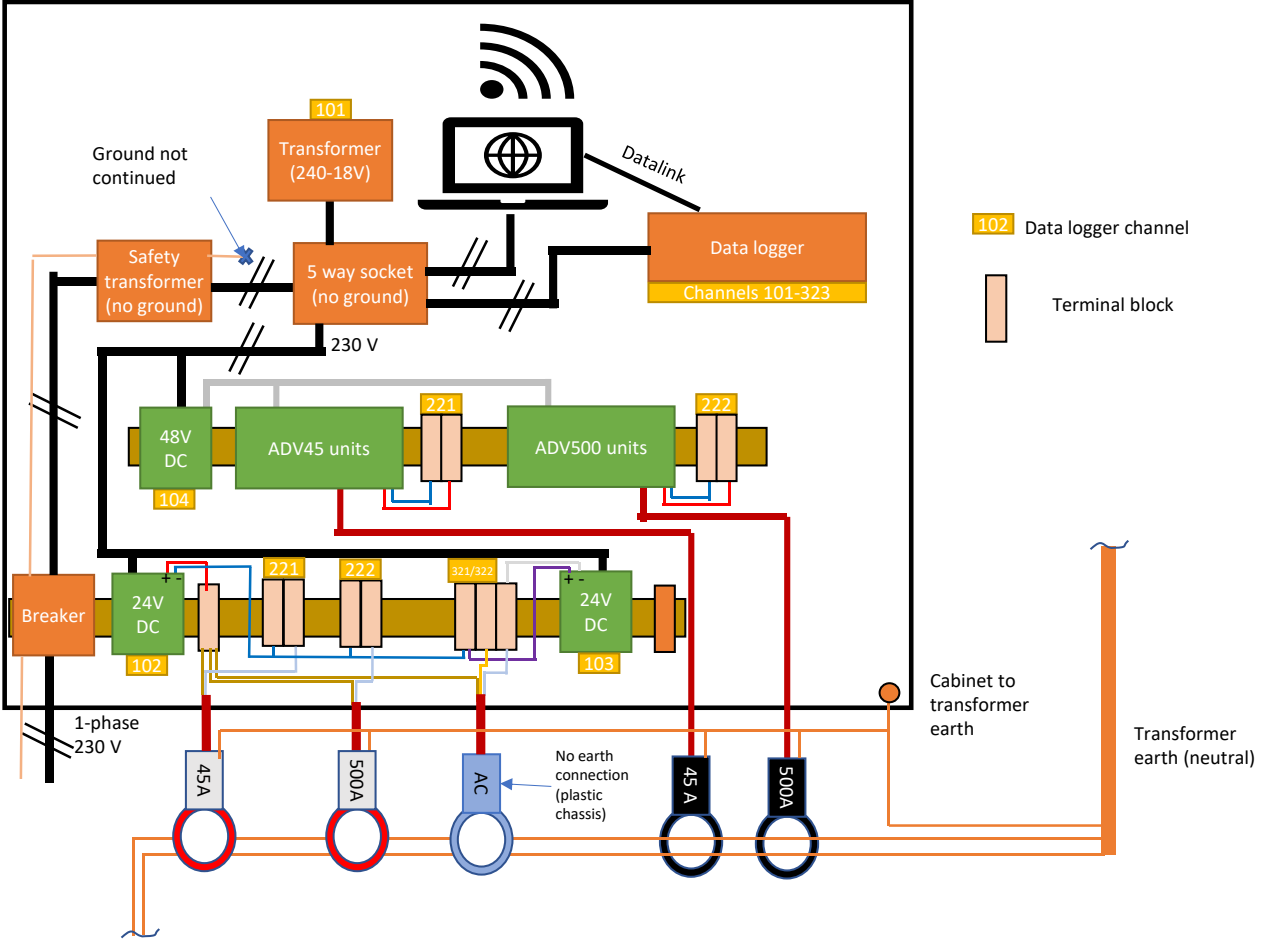 101
Transformer
(240-18V)
Ground not
continued
Datalink
Safety
transformer
(no ground)
5 way socket
(no ground)
Data logger
Channels 101-323
102
Data logger channel
Terminal block
230 V
48V
DC
104
ADV45 units
221
ADV500 units
222
Breaker
+ -
24V
DC
102
221
222
321/322
+ -
24V
DC
103
1-phase
230 V
Cabinet to
transformer
earth
Transformer
earth (neutral)
45A
500A
AC
No earth
connection
(plastic
chassis)
45 A
500A